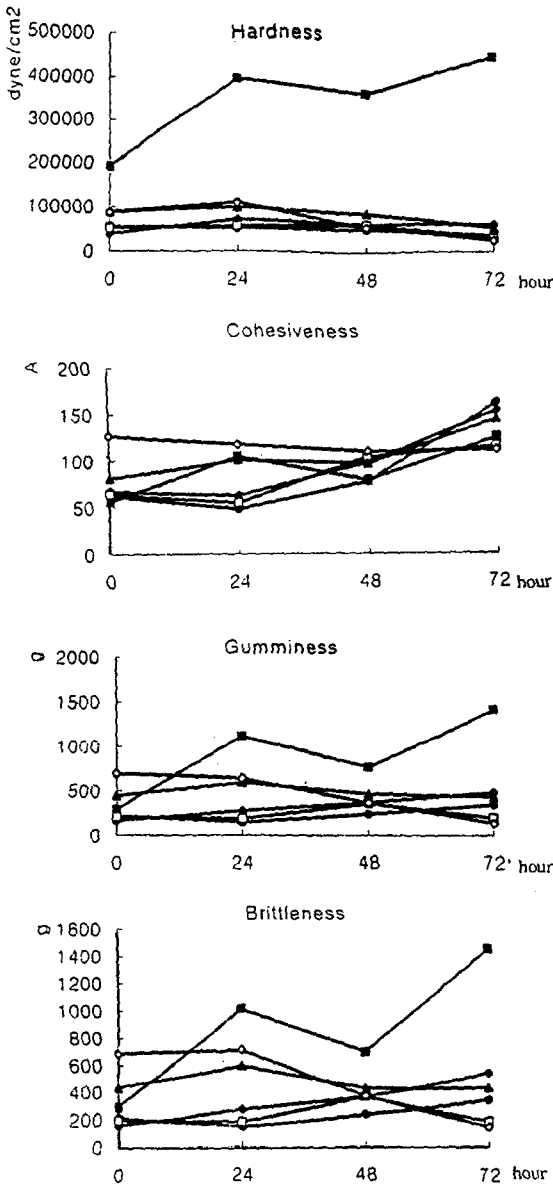 Hardness
dyne/cm2
500000
400000
300000
200000
100000
0
0 24 48 72 hour
Cohesiveness
A
200
150
100
50
0
0 24 48 72 hour
Gumminess
g
2000
1500
1000
500
0
0 24 48 72' hour
Brittleness
g
1600
1400
1200
1000
800
600
400
200
0
0 24 48 72 hour